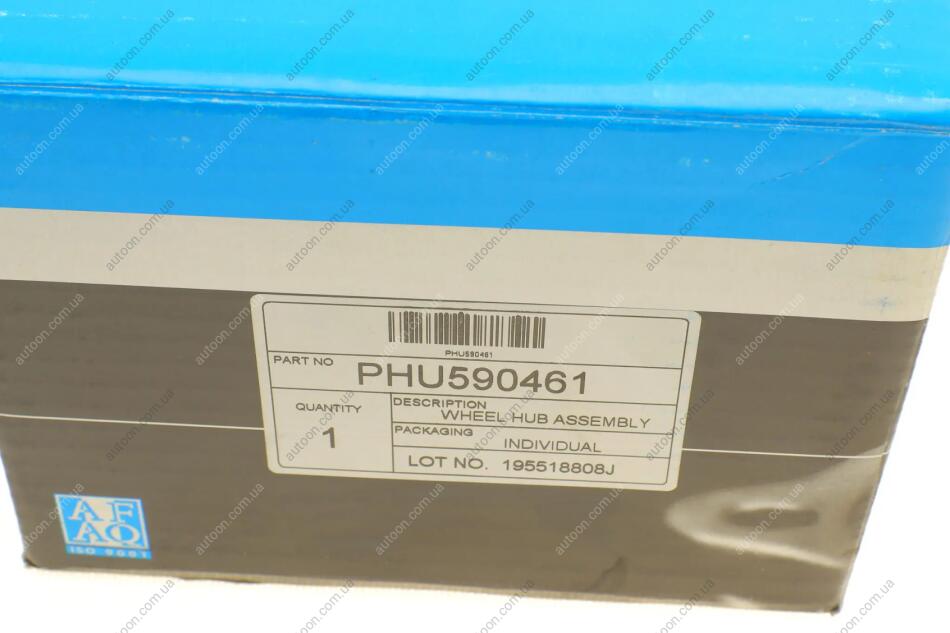 PHU590461
PART NO PHU590461
QUANTITY
1
DESCRIPTION
WHEEL HUB ASSEMBLY
PACKAGING
INDIVIDUAL
LOT NO. 195518808J
AFAQ
ISO 9001
autoon.com.ua